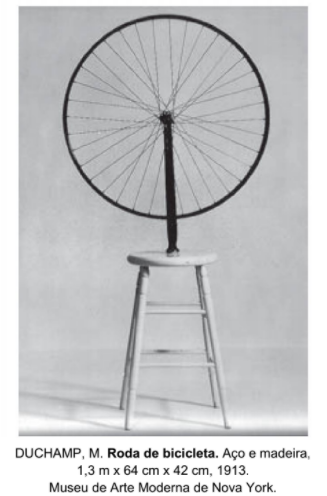 DUCHAMP, M. Roda de bicicleta. Aço e madeira,
1,3 m x 64 cm x 42 cm, 1913.
Museu de Arte Moderna de Nova York.